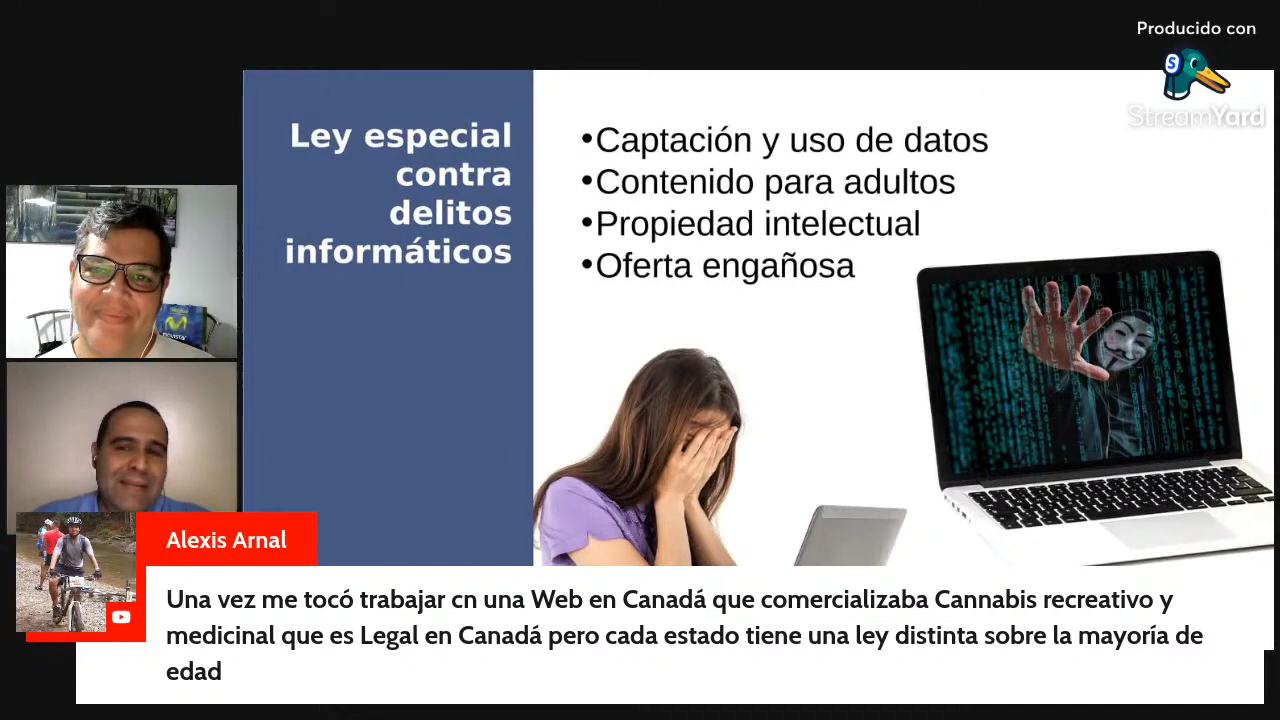 Producido con
StreamYard
Ley especial
contra
delitos
informáticos
•Captación y uso de datos
•Contenido para adultos
•Propiedad intelectual
•Oferta engañosa
movistar
Alexis Arnal
Una vez me tocó trabajar cn una Web en Canadá que comercializaba Cannabis recreativo y
medicinal que es Legal en Canadá pero cada estado tiene una ley distinta sobre la mayoría de
edad